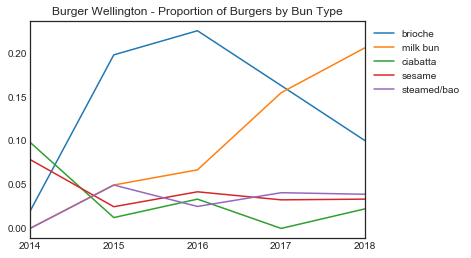 Burger Wellington - Proportion of Burgers by Bun Type
brioche
milk bun
ciabatta
sesame
steamed/bao
0.20
0.15
0.10
0.05
0.00
2014 2015 2016 2017 2018